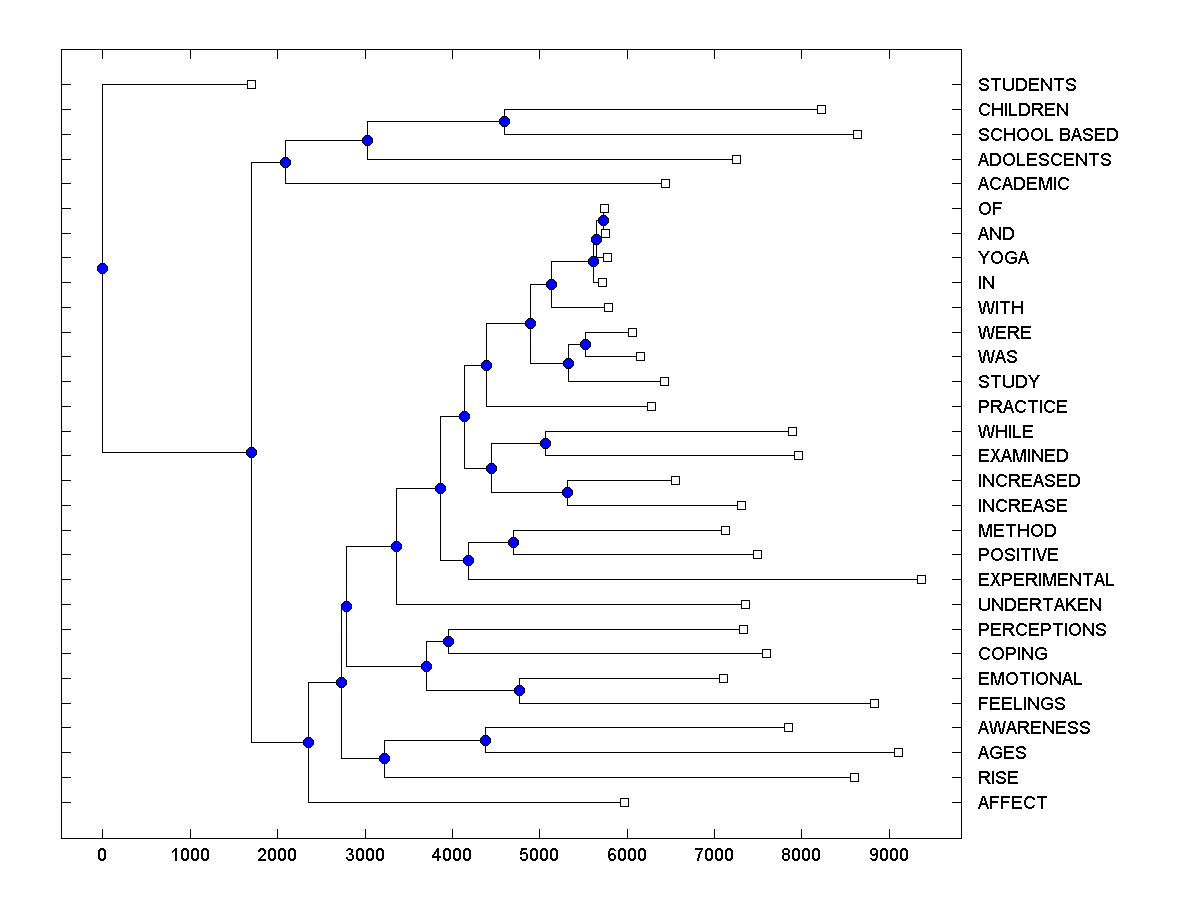 STUDENTS
CHILDREN
SCHOOL BASED
ADOLESCENTS
ACADEMIC
OF
AND
YOGA
IN
WITH
WERE
WAS
STUDY
PRACTICE
WHILE
EXAMINED
INCREASED
INCREASE
METHOD
POSITIVE
EXPERIMENTAL
UNDERTAKEN
PERCEPTIONS
COPING
EMOTIONAL
FEELINGS
AWARENESS
AGES
RISE
AFFECT
0 1000 2000 3000 4000 5000 6000 7000 8000 9000